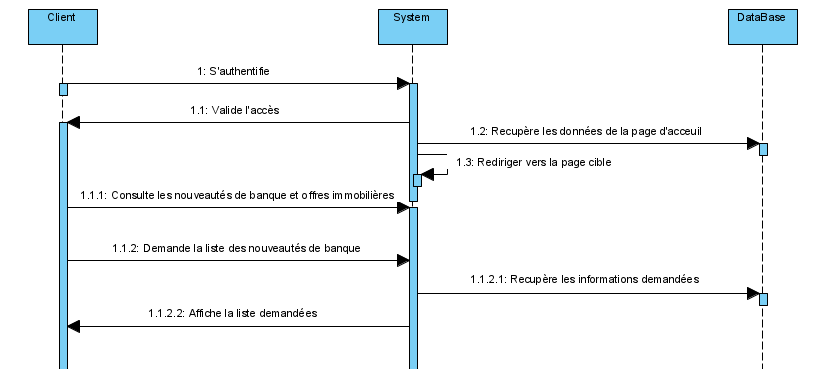 Client
System
DataBase
1: S'authentifie
1.1: Valide l'accès
1.2: Recupère les données de la page d'acceuil
1.3: Rediriger vers la page cible
1.1.1: Consulte les nouveautés de banque et offres immobilières
1.1.2: Demande la liste des nouveautés de banque
1.1.2.1: Recupère les informations demandées
1.1.2.2: Affiche la liste demandées